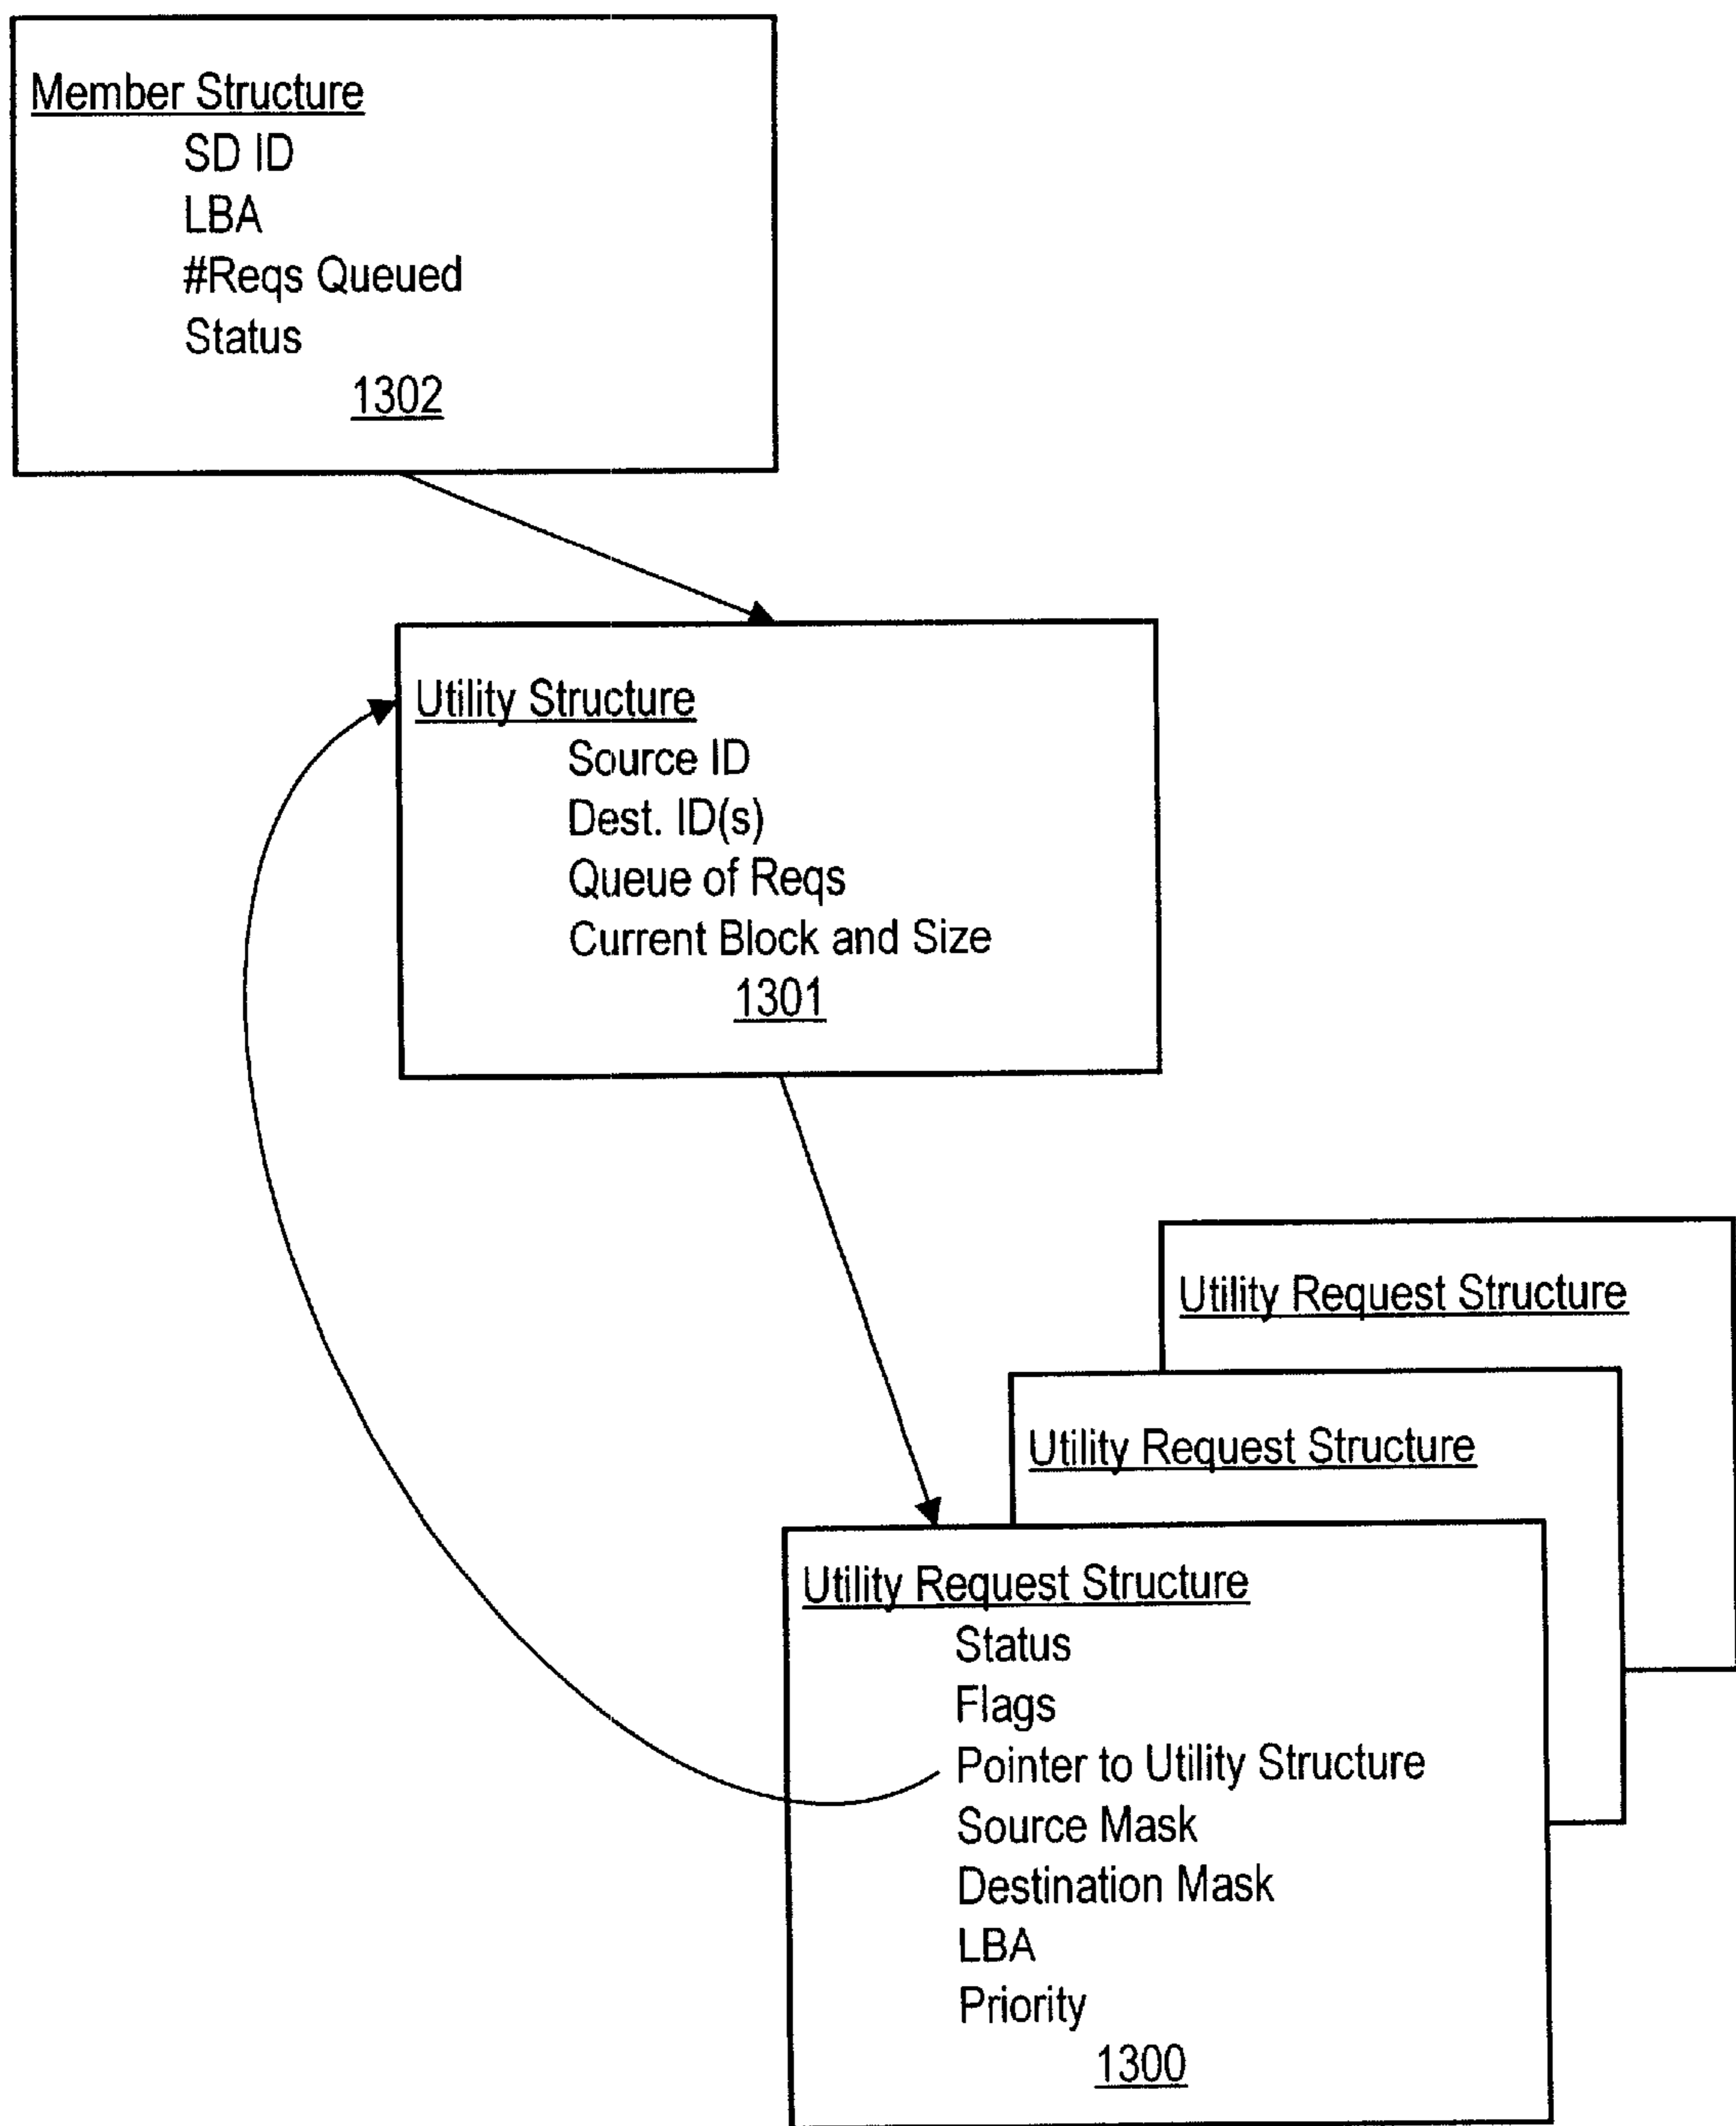 Member Structure
SD ID
LBA
#Reqs Queued
Status
1302
Utility Structure
Source ID
Dest. ID(s)
Queue of Reqs
Current Block and Size
1301
Utility Request Structure
Utility Request Structure
Utility Request Structure
Status
Flags
Pointer to Utility Structure
Source Mask
Destination Mask
LBA
Priority
1300